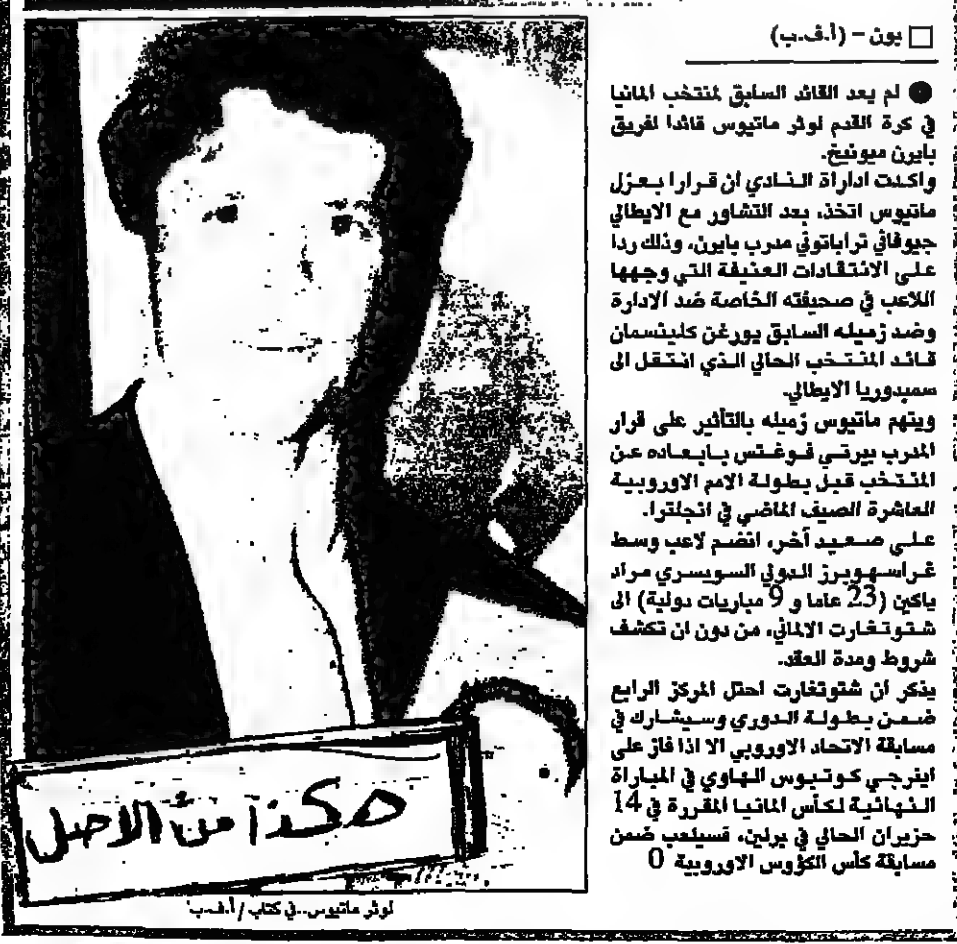 بون - (أ.ف.ب)
لم يعد القائد السابق لمنتخب المانيا
في كرة القدم لوثر ماتيوس قائدا لفريق
بايرن ميونيخ.
واكدت اداراة النادي أن قرارا بعزل
ماتيوس اتخذ، بعد التشاور مع الايطالي
جيوفاني تراباتوني مدرب بايرن، وذلك ردا
على الانتقادات العنيفة التي وجهها
اللاعب في صحيفته الخاصة ضد الادارة
وضد زميله السابق يورغن كلينسمان
قائد المنتخب الحالي الذي انتقل الى
سمبدوريا الايطالي.
ويتهم ماتيوس زميله بالتأثير على قرار
المدرب بيرتي فوغتس بابعاده عن
المنتخب قبل بطولة الامم الاوروبية
العاشرة الصيف الماضي في انجلترا.
على صعيد آخر، انضم لاعب وسط
غراسهوبرز الدولي السويسري مراد
ياكين (23 عاما و 9 مباريات دولية) الى
شتوتغارت الالماني، من دون ان تكشف
شروط ومدة العقد.
يذكر أن شتوتغارت احتل المركز الرابع
ضمن بطولة الدوري وسيشارك في
مسابقة الاتحاد الاوروبي الا اذا فاز على
اينرجي كوتبوس الهاوي في المباراة
النهائية لكأس المانيا المقررة في 14
حزيران الحالي في برلين، فسيلعب ضمن
مسابقة كأس الكؤوس الاوروبية 0
هكذا من الاصل
لوثر ماتيوس..في كتاب / أ.ف.ب